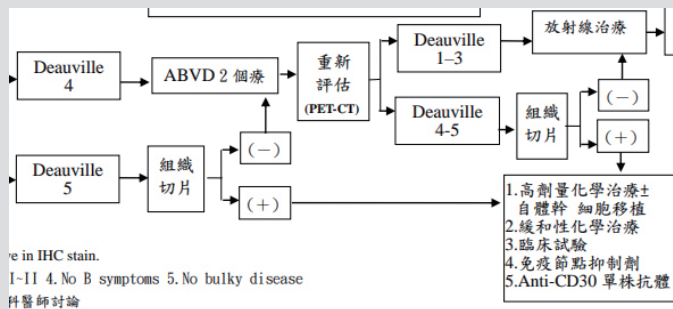 Deauville
4
ABVD 2 個療
重新
評估
(PET-CT)
Deauville
1–3
放射線治療
Deauville
4-5
組織
切片
(−)
(+)
Deauville
5
組織
切片
(−)
(+)
1.高劑量化學治療±
自體幹 細胞移植
2.緩和性化學治療
3.臨床試驗
4.免疫節點抑制劑
5.Anti-CD30 單株抗體
ve in IHC stain.
I~II 4. No B symptoms 5. No bulky disease
科醫師討論